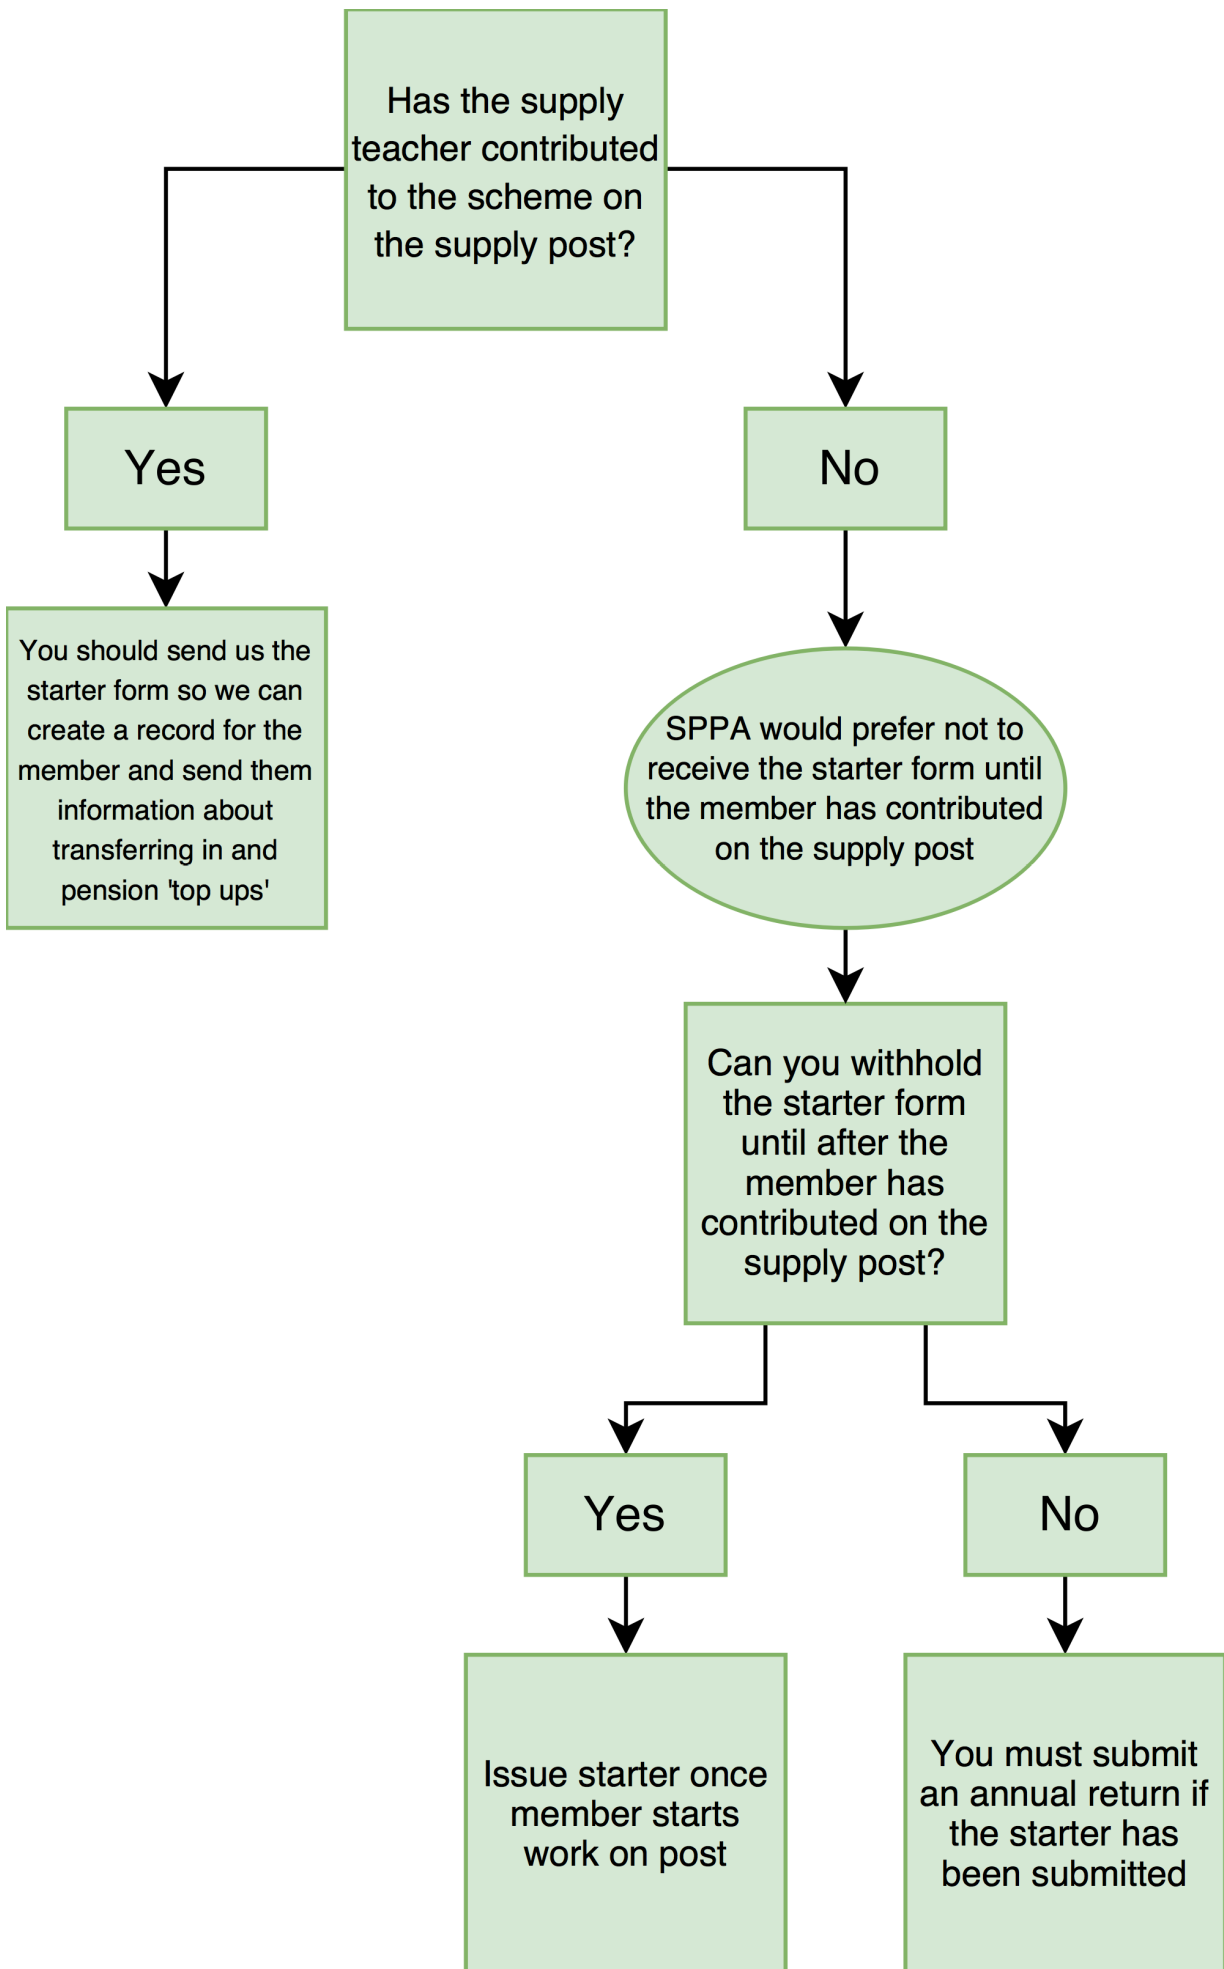 Has the supply
teacher contributed
to the scheme on
the supply post?
Yes
No
You should send us the
starter form so we can
create a record for the
member and send them
information about
transferring in and
pension 'top ups'
SPPA would prefer not to
receive the starter form until
the member has contributed
on the supply post
Can you withhold
the starter form
until after the
member has
contributed on the
supply post?
Yes
No
Issue starter once
member starts
work on post
You must submit
an annual return if
the starter has
been submitted